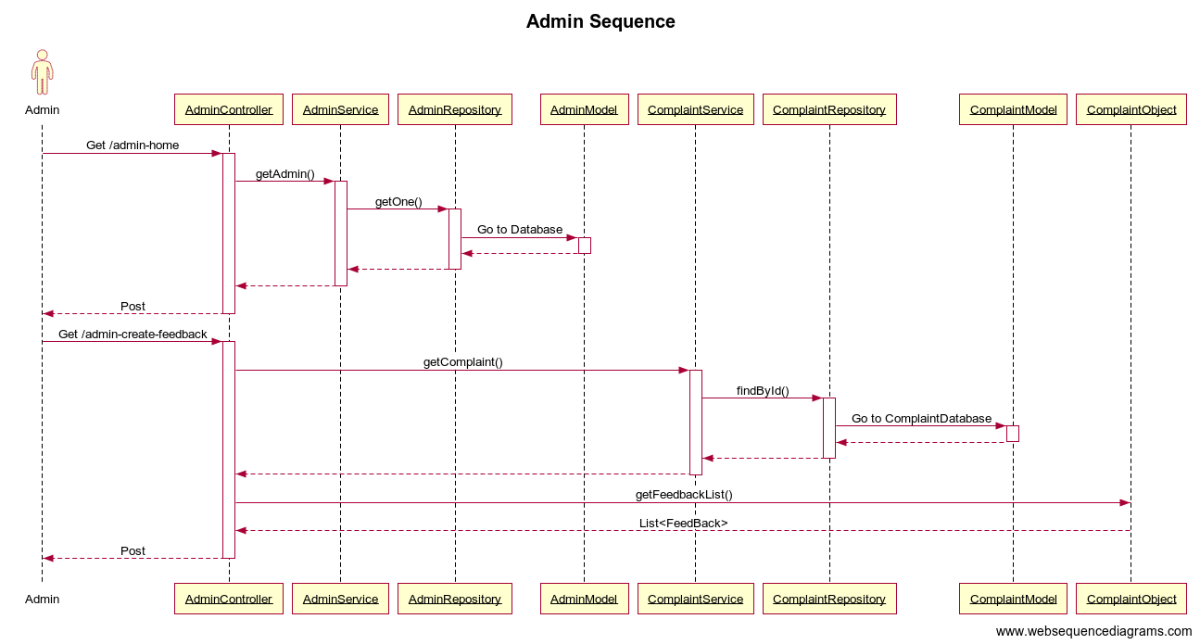 Admin Sequence
Admin
AdminController
AdminService
AdminRepository
AdminModel
ComplaintService
ComplaintRepository
ComplaintModel
ComplaintObject
Get /admin-home
getAdmin()
getOne()
Go to Database
Post
Get /admin-create-feedback
getComplaint()
findById()
Go to ComplaintDatabase
getFeedbackList()
List<FeedBack>
Post
Admin
AdminController
AdminService
AdminRepository
AdminModel
ComplaintService
ComplaintRepository
ComplaintModel
ComplaintObject
www.websequencediagrams.com